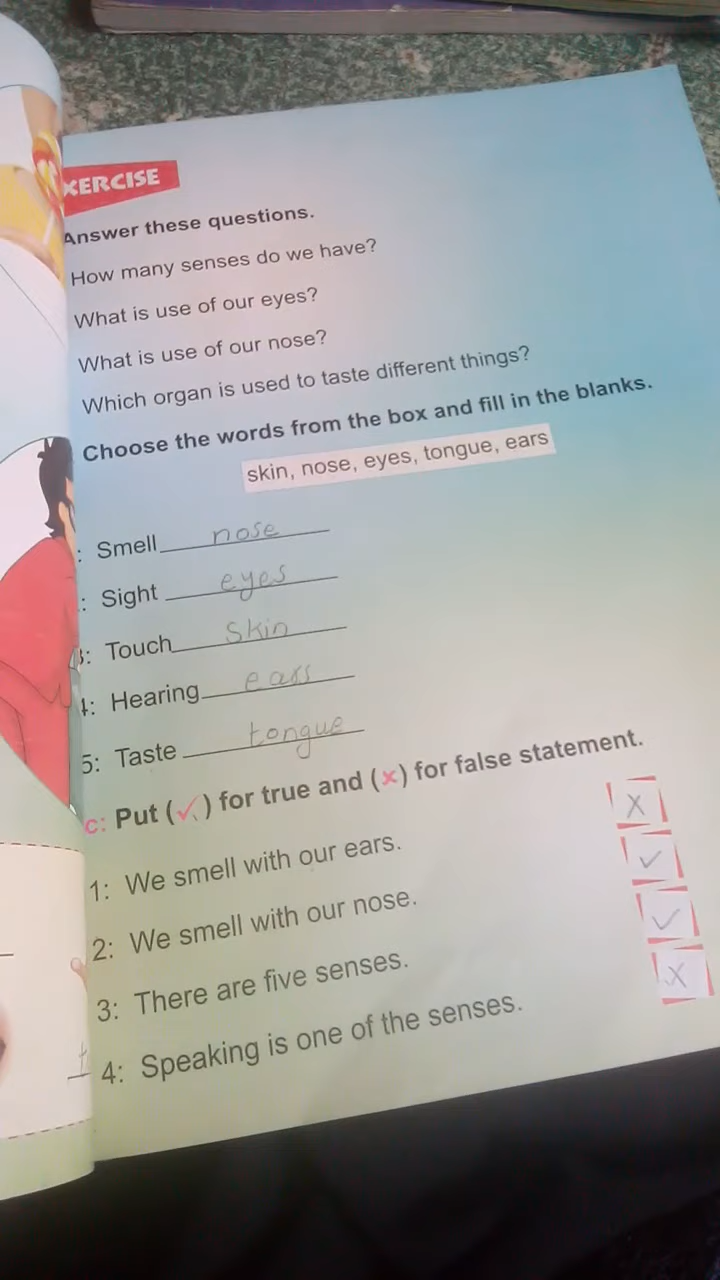 XERCISE
Answer these questions.
How many senses do we have?
What is use of our eyes?
What is use of our nose?
Which organ is used to taste different things?
Choose the words from the box and fill in the blanks.
skin, nose, eyes, tongue, ears
: Smell nose
: Sight eyes
3: Touch Skin
4: Hearing ears
5: Taste tongue
c: Put (✓) for true and (x) for false statement.
1: We smell with our ears. X
2: We smell with our nose. ✓
3: There are five senses. ✓
4: Speaking is one of the senses. X